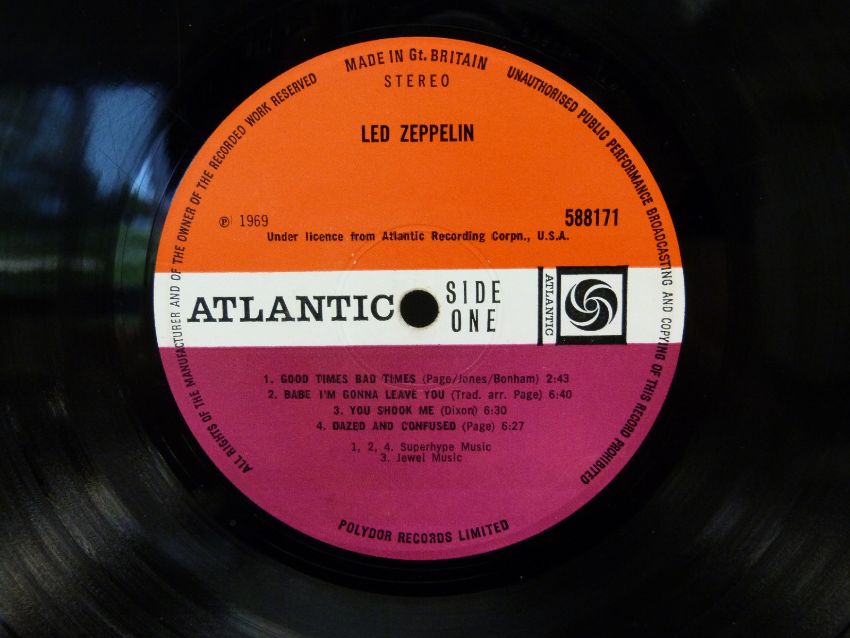 MADE IN Gt. BRITAIN
UNAUTHORISED PUBLIC PERFORMANCE BROADCASTING AND COPYING OF THIS RECORD PROHIBITED
ALL RIGHTS OF THE MANUFACTURER AND OF THE OWNER OF THE RECORDED WORK RESERVED
STEREO
LED ZEPPELIN
℗ 1969
588171
Under licence from Atlantic Recording Corpn., U.S.A.
ATLANTIC
SIDE
ONE
ATLANTIC
1. GOOD TIMES BAD TIMES (Page/Jones/Bonham) 2:43
2. BABE I'M GONNA LEAVE YOU (Trad. arr. Page) 6:40
3. YOU SHOOK ME (Dixon) 6:30
4. DAZED AND CONFUSED (Page) 6:27
1, 2, 4. Superhype Music
3. Jewel Music
POLYDOR RECORDS LIMITED